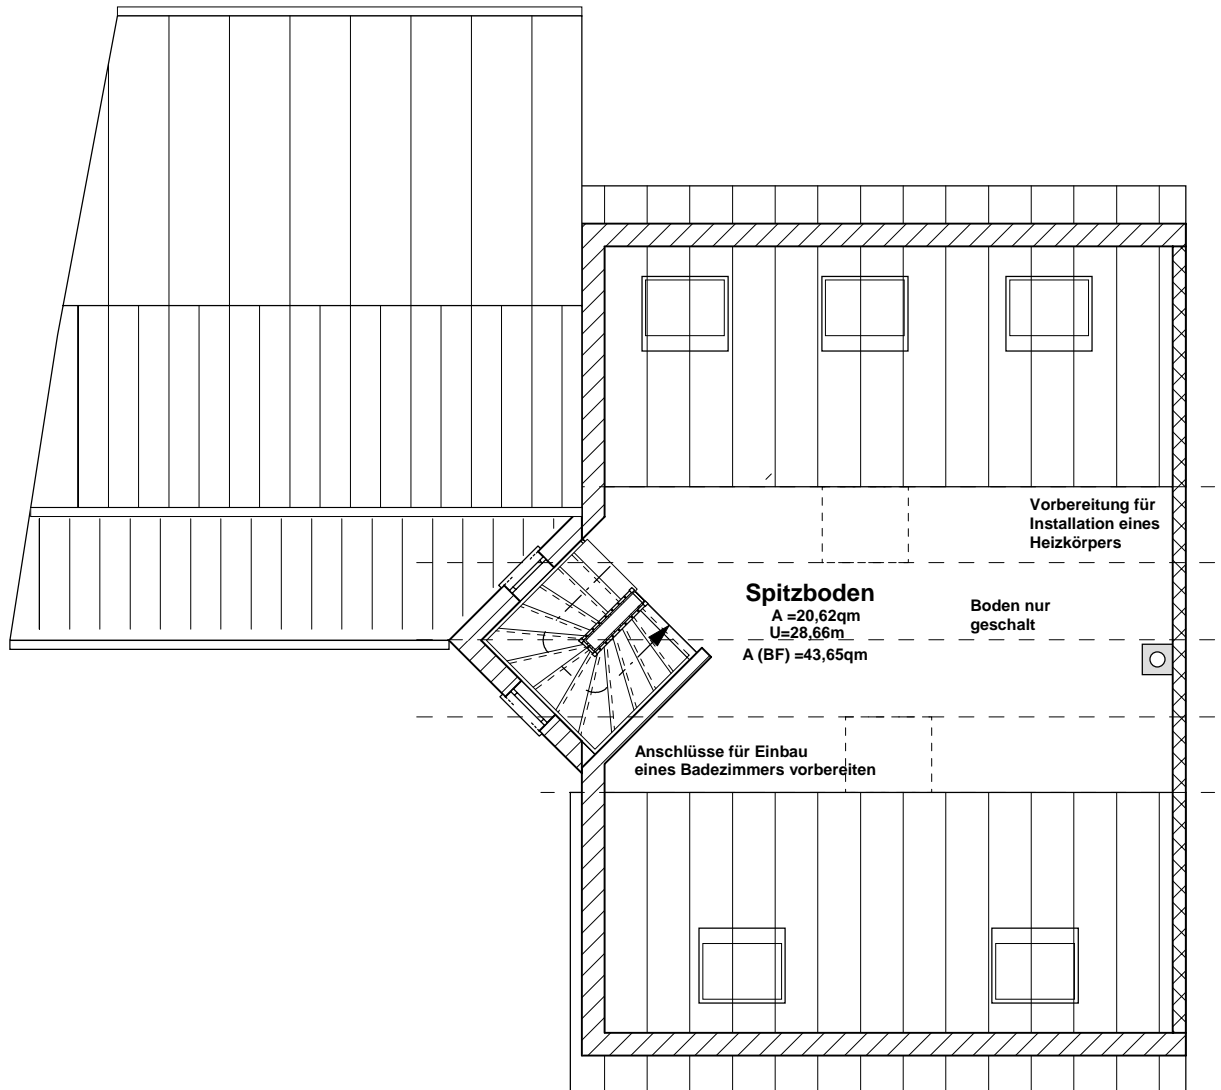 Vorbereitung für
Installation eines
Heizkörpers
Spitzboden
A =20,62qm
U=28,66m
A (BF) =43,65qm
Boden nur
geschalt
Anschlüsse für Einbau
eines Badezimmers vorbereiten